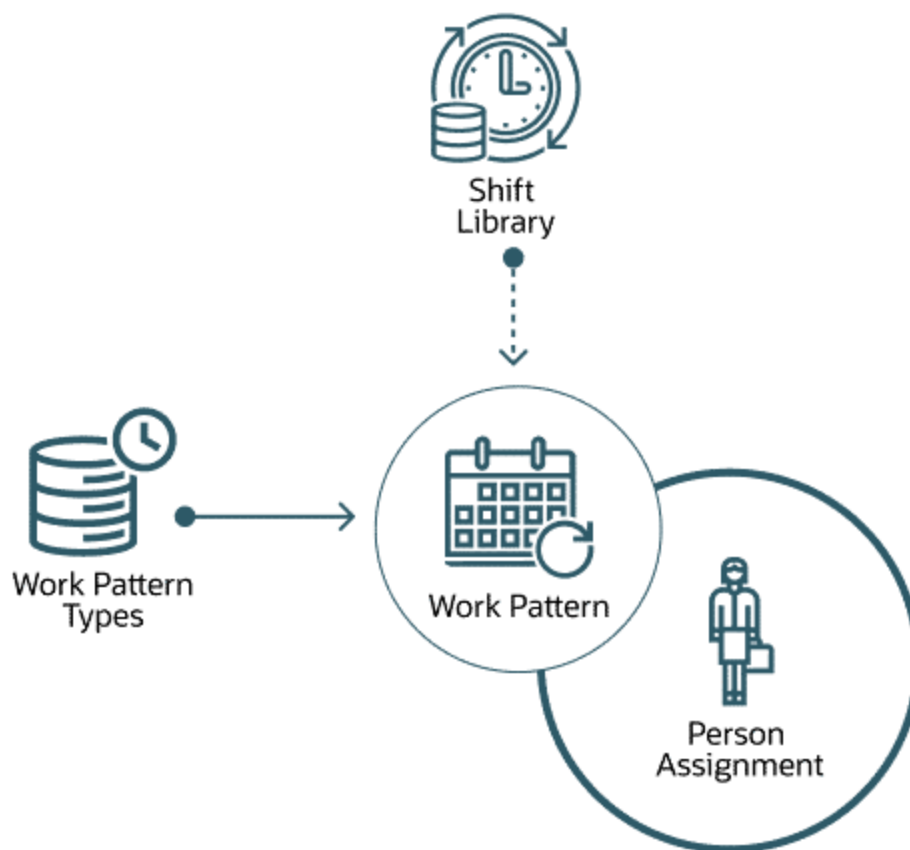 Shift
Library
Work Pattern
Types
Work Pattern
Person
Assignment